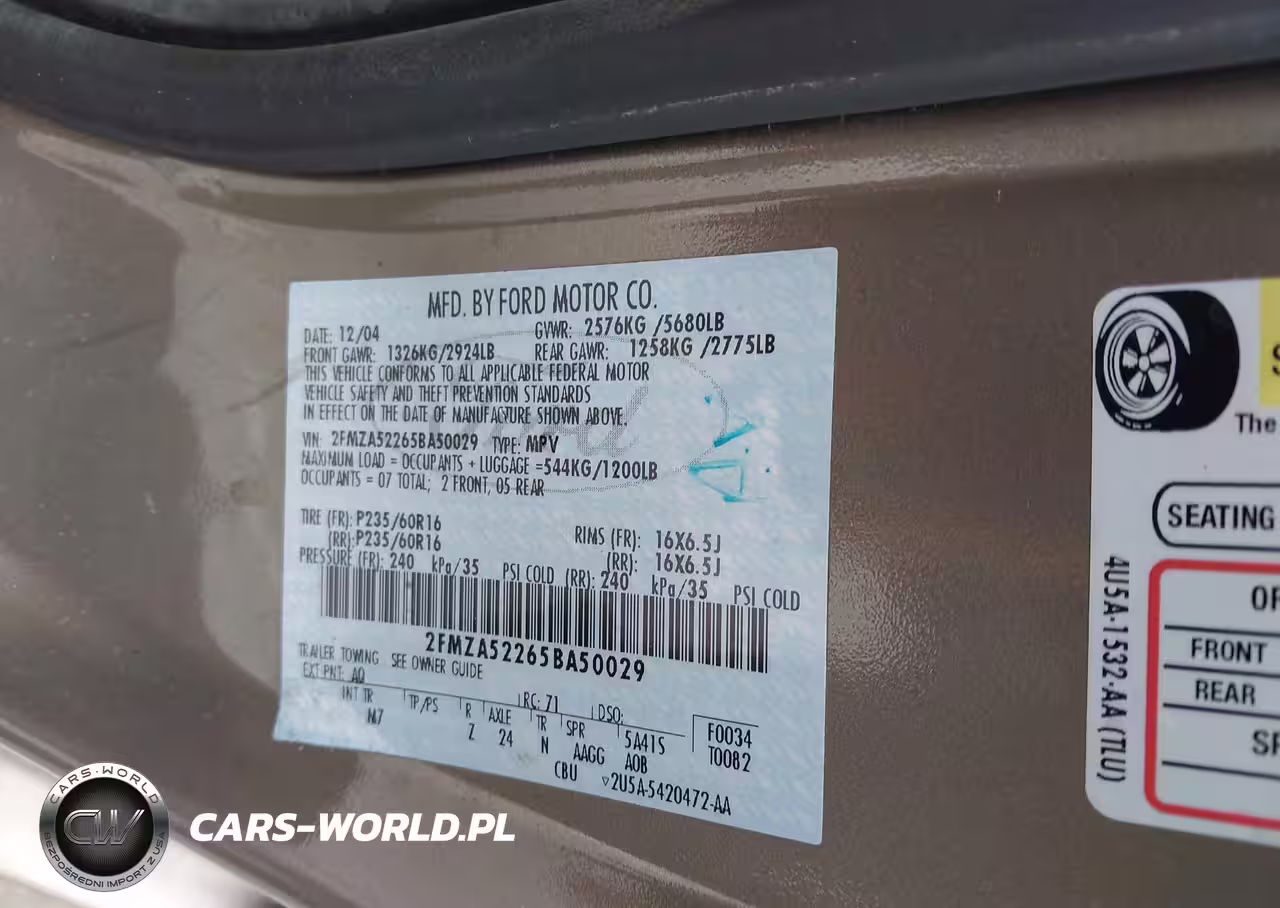 MFD. BY FORD MOTOR CO.
DATE: 12/04 GVWR: 2576KG /5680LB
FRONT GAWR: 1326KG/2924LB REAR GAWR: 1258KG /2775LB
THIS VEHICLE CONFORMS TO ALL APPLICABLE FEDERAL MOTOR
VEHICLE SAFETY AND THEFT PREVENTION STANDARDS
IN EFFECT ON THE DATE OF MANUFACTURE SHOWN ABOVE.
VIN: 2FMZA52265BA50029 TYPE: MPV
MAXIMUM LOAD = OCCUPANTS + LUGGAGE =544KG/1200LB
OCCUPANTS = 07 TOTAL; 2 FRONT, 05 REAR
TIRE (FR): P235/60R16 RIMS (FR): 16X6.5J
(RR): P235/60R16 (RR): 16X6.5J
PRESSURE (FR): 240 kPa/35 PSI COLD (RR): 240 kPa/35 PSI COLD
2FMZA52265BA50029
TRAILER TOWING SEE OWNER GUIDE
EXT PNT: AQ RC: 71 DSO:
INT TR TP/PS R AXLE TR SPR 5A41S F0034
M7 Z 24 N AAGG AOB T0082
CBU ▽2U5A-5420472-AA
The
SEATING
4U5A-1532-AA (TLU)
FRONT
REAR
CARS-WORLD
CW
BEZPOŚREDNI IMPORT Z USA
CARS-WORLD.PL